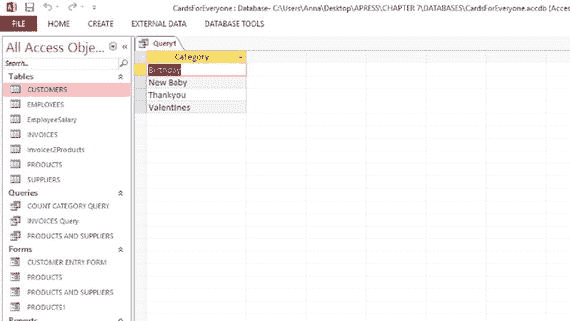 CardsForEveryone : Database- C:\Users\Anna\Desktop\APRESS\CHAPTER 7\DATABASES\CardsForEveryone.accdb (Acces
FILE HOME CREATE EXTERNAL DATA DATABASE TOOLS
All Access Obje...
Search...
Tables
CUSTOMERS
EMPLOYEES
EmployeeSalary
INVOICES
Invoices2Products
PRODUCTS
SUPPLIERS
Queries
COUNT CATEGORY QUERY
INVOICES Query
PRODUCTS AND SUPPLIERS
Forms
CUSTOMER ENTRY FORM
PRODUCTS
PRODUCTS AND SUPPLIERS
PRODUCTS1
Reports
Query1
Category
Birthday
New Baby
Thankyou
Valentines